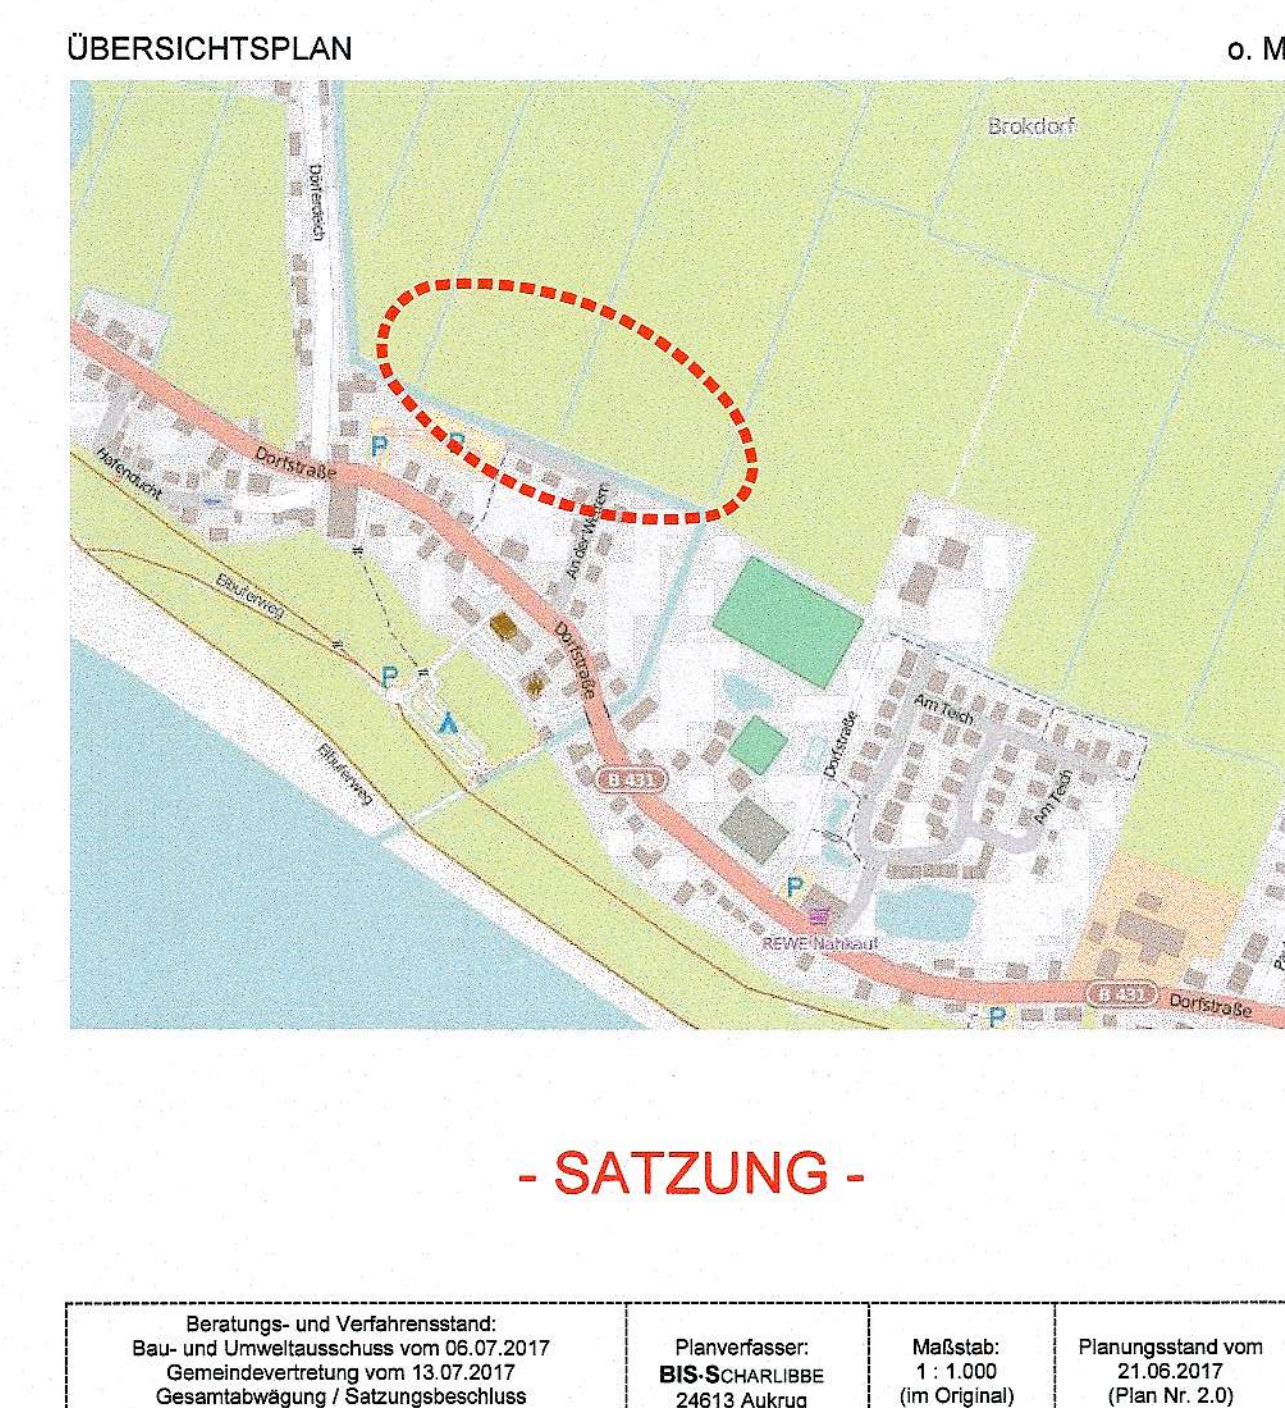 ÜBERSICHTSPLAN
o. M
Brokdorf
Dörferdeich
P
P
Dorfstraße
Hafenducht
An der Wettern
Elbuferweg
Dorfstraße
P
Am Teich
Dorfstraße
Elbuferweg
B 431
Am Teich
P
REWE Nahkauf
B 431
Dorfstraße
P
- SATZUNG -
Beratungs- und Verfahrensstand:
Bau- und Umweltausschuss vom 06.07.2017
Gemeindevertretung vom 13.07.2017
Gesamtabwägung / Satzungsbeschluss
Planverfasser:
BIS·SCHARLIBBE
24613 Aukrug
Maßstab:
1 : 1.000
(im Original)
Planungsstand vom
21.06.2017
(Plan Nr. 2.0)